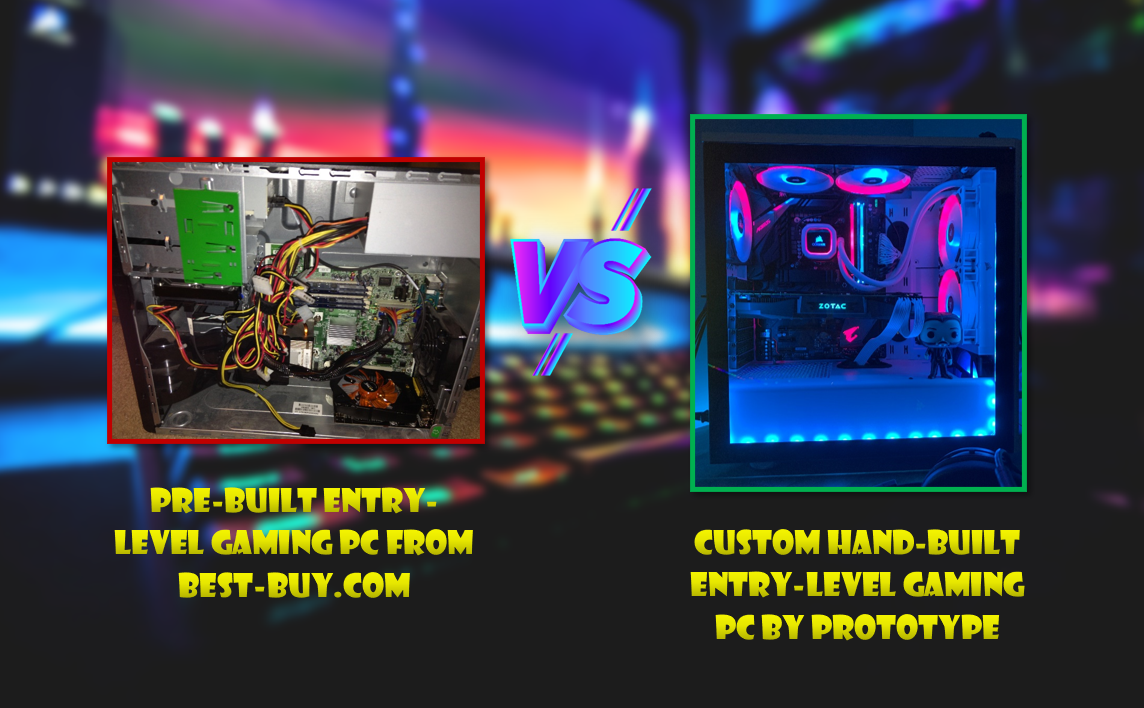 VS
ZOTAC
PRE-BUILT ENTRY-
LEVEL GAMING PC FROM
BEST-BUY.COM
CUSTOM HAND-BUILT
ENTRY-LEVEL GAMING
PC BY PROTOTYPE